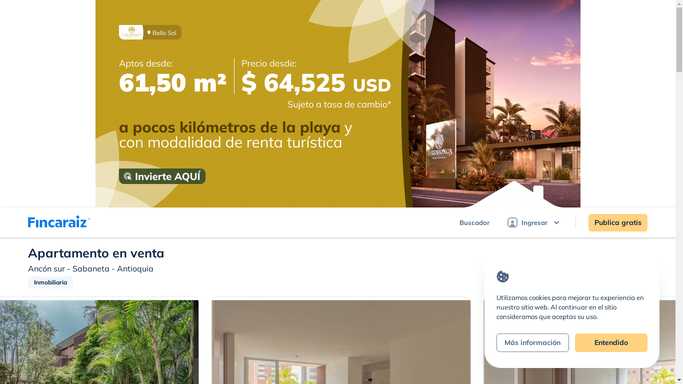 Bello Sol
Aptos desde:
61,50 m²
Precio desde:
$ 64,525 USD
Sujeto a tasa de cambio*
a pocos kilómetros de la playa y
con modalidad de renta turística
Invierte AQUÍ
Fincaraiz
Buscador
Ingresar
Publica gratis
Apartamento en venta
Ancón sur - Sabaneta - Antioquia
Inmobiliaria
Utilizamos cookies para mejorar tu experiencia en
nuestro sitio web. Al continuar en el sitio
consideramos que aceptas su uso.
Más información
Entendido